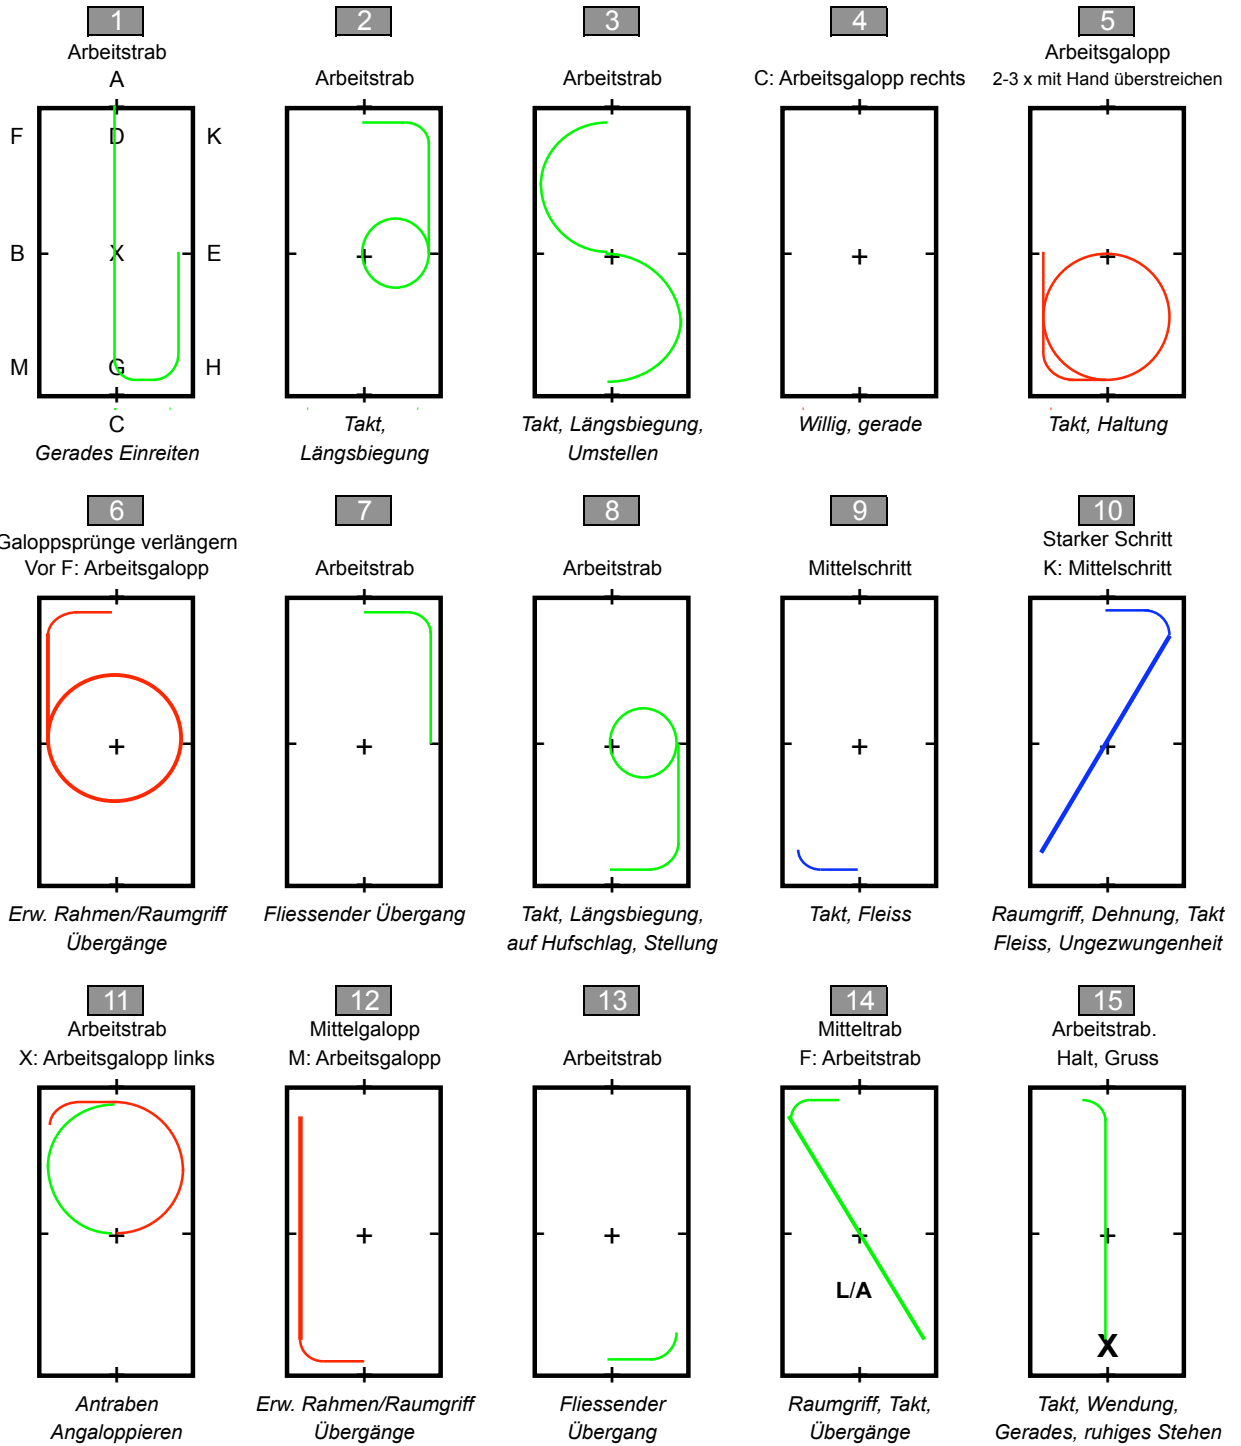 1
Arbeitstrab
A
F
D
K
B
X
E
M
G
H
C
Gerades Einreiten
2
Arbeitstrab
Takt,
Längsbiegung
3
Arbeitstrab
Takt, Längsbiegung,
Umstellen
4
C: Arbeitsgalopp rechts
Willig, gerade
5
Arbeitsgalopp
2-3 x mit Hand überstreichen
Takt, Haltung
6
Galoppsprünge verlängern
Vor F: Arbeitsgalopp
Erw. Rahmen/Raumgriff
Übergänge
7
Arbeitstrab
Fliessender Übergang
8
Arbeitstrab
Takt, Längsbiegung,
auf Hufschlag, Stellung
9
Mittelschritt
Takt, Fleiss
10
Starker Schritt
K: Mittelschritt
Raumgriff, Dehnung, Takt
Fleiss, Ungezwungenheit
11
Arbeitstrab
X: Arbeitsgalopp links
Antraben
Angaloppieren
12
Mittelgalopp
M: Arbeitsgalopp
Erw. Rahmen/Raumgriff
Übergänge
13
Arbeitstrab
Fliessender
Übergang
14
Mitteltrab
F: Arbeitstrab
L/A
Raumgriff, Takt,
Übergänge
15
Arbeitstrab.
Halt, Gruss
X
Takt, Wendung,
Gerades, ruhiges Stehen